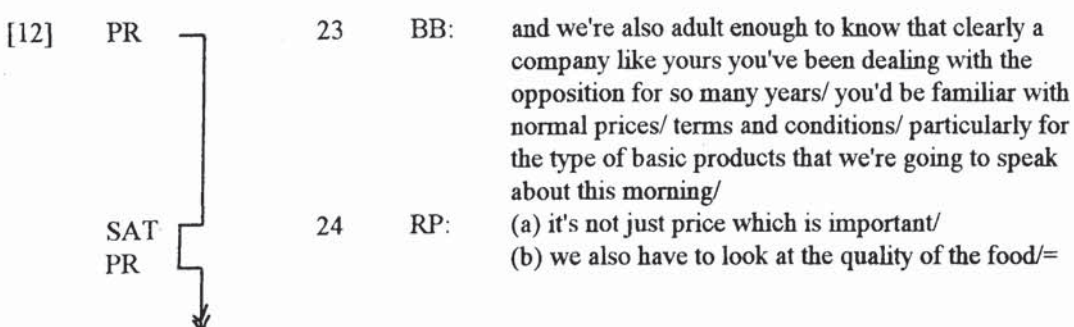 [12] PR 23 BB: and we're also adult enough to know that clearly a
company like yours you've been dealing with the
opposition for so many years/ you'd be familiar with
normal prices/ terms and conditions/ particularly for
the type of basic products that we're going to speak
about this morning/
SAT 24 RP: (a) it's not just price which is important/
PR (b) we also have to look at the quality of the food/=